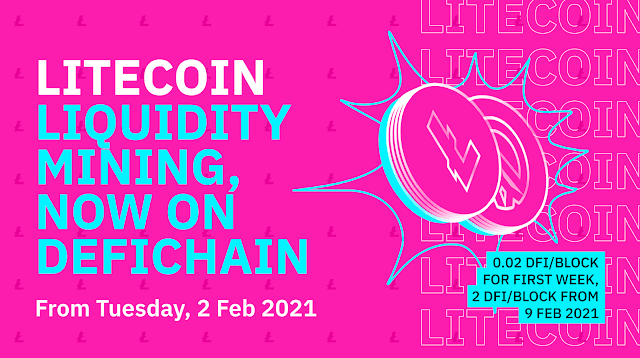 LITECOIN
LIQUIDITY
MINING,
NOW ON
DEFICHAIN
From Tuesday, 2 Feb 2021
LITECOIN
LITECOIN
LITECOIN
LITECOIN
LITECOIN
LITECOIN
LITECOIN
LITECOIN
LITECOIN
0.02 DFI/BLOCK
FOR FIRST WEEK,
2 DFI/BLOCK FROM
9 FEB 2021